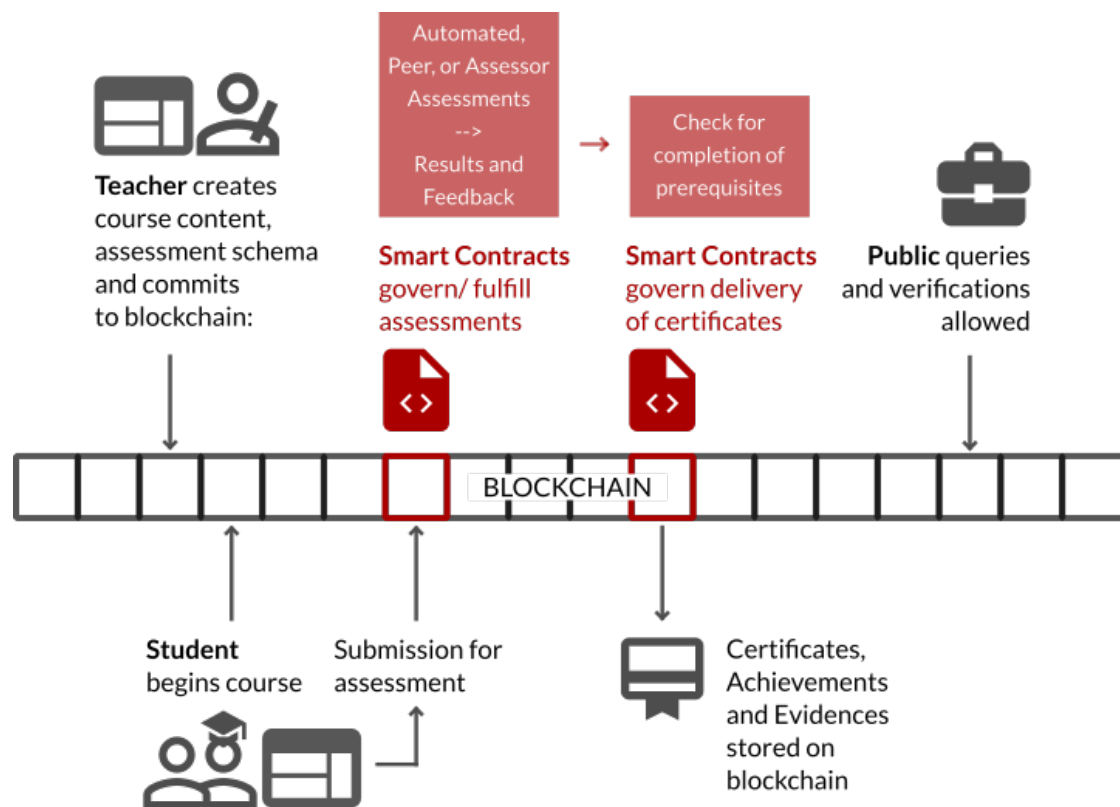 Teacher creates
course content,
assessment schema
and commits
to blockchain:
Automated,
Peer, or Assessor
Assessments
-->
Results and
Feedback
→
Check for
completion of
prerequisites
Smart Contracts
govern/ fulfill
assessments
< >
Smart Contracts
govern delivery
of certificates
< >
Public queries
and verifications
allowed
BLOCKCHAIN
Student
begins course
Submission for
assessment
Certificates,
Achievements
and Evidences
stored on
blockchain